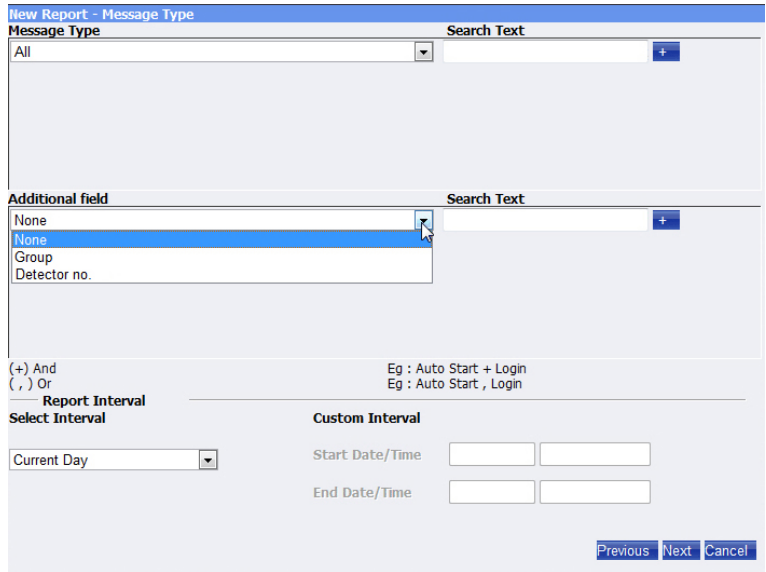 New Report - Message Type
Message Type Search Text
All +
Additional field Search Text
None +
None
Group
Detector no.
(+) And Eg : Auto Start + Login
( , ) Or Eg : Auto Start , Login
Report Interval
Select Interval Custom Interval
Current Day Start Date/Time
End Date/Time
Previous Next Cancel